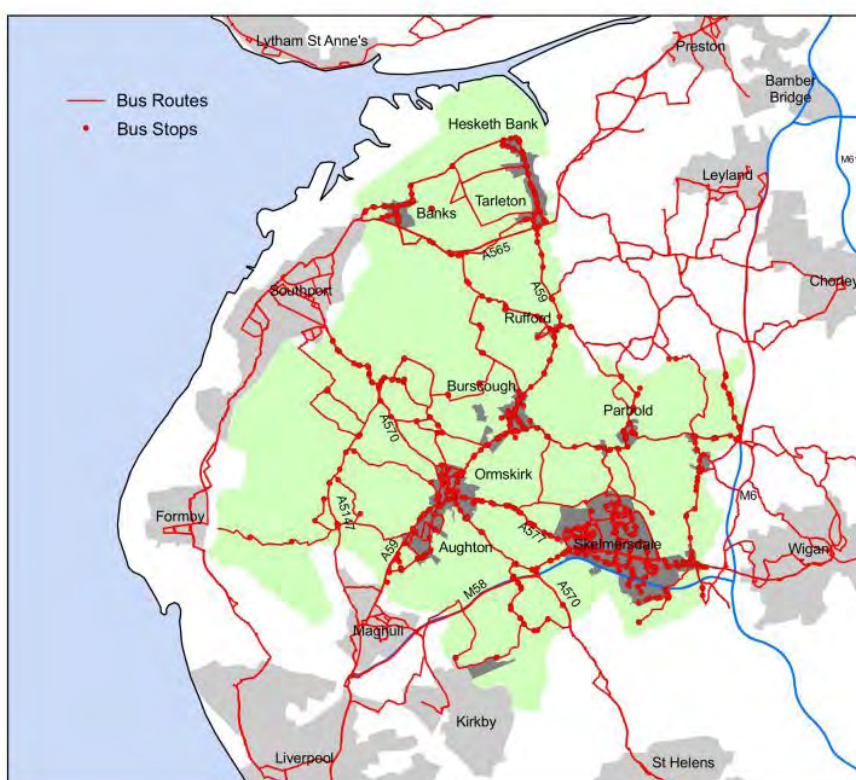 Lytham St Anne's
Preston
Bamber
Bridge
Bus Routes
Bus Stops
Hesketh Bank
M61
Leyland
Tarleton
Banks
A565
Southport
A59
Chorley
Rufford
Burscough
Parbold
A570
Ormskirk
M6
Formby
A5147
A577
Skelmersdale
Wigan
A59
Aughton
M58
A570
Maghull
Kirkby
Liverpool
St Helens